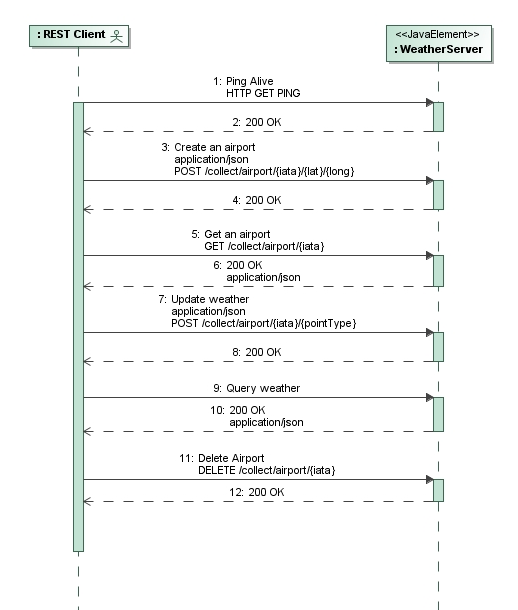 : REST Client
<<JavaElement>>
: WeatherServer
1: Ping Alive
HTTP GET PING
2: 200 OK
3: Create an airport
application/json
POST /collect/airport/{iata}/{lat}/{long}
4: 200 OK
5: Get an airport
GET /collect/airport/{iata}
6: 200 OK
application/json
7: Update weather
application/json
POST /collect/airport/{iata}/{pointType}
8: 200 OK
9: Query weather
10: 200 OK
application/json
11: Delete Airport
DELETE /collect/airport/{iata}
12: 200 OK